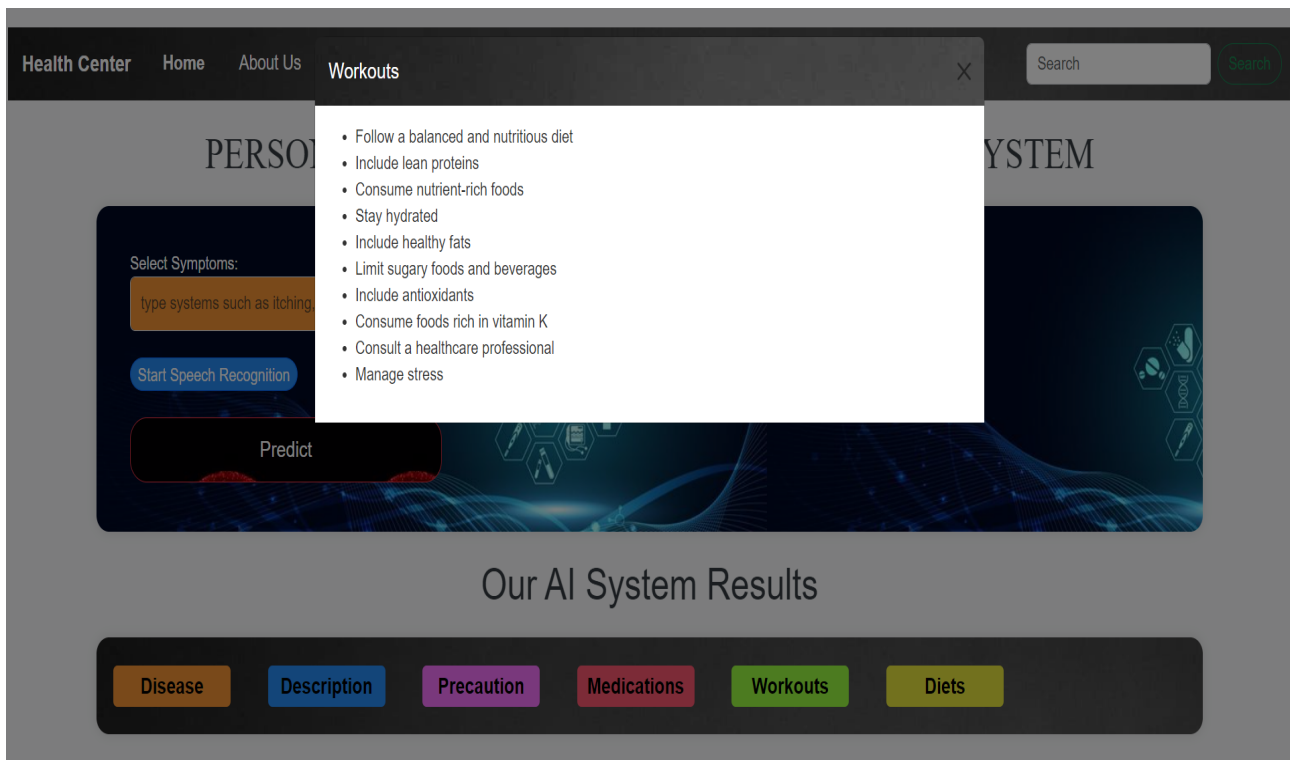 Health Center Home About Us Search Search
Workouts X
PERSO YSTEM
• Follow a balanced and nutritious diet
• Include lean proteins
• Consume nutrient-rich foods
• Stay hydrated
• Include healthy fats
• Limit sugary foods and beverages
• Include antioxidants
• Consume foods rich in vitamin K
• Consult a healthcare professional
• Manage stress
Select Symptoms:
type systems such as itching,
Start Speech Recognition
Predict
Our AI System Results
Disease Description Precaution Medications Workouts Diets